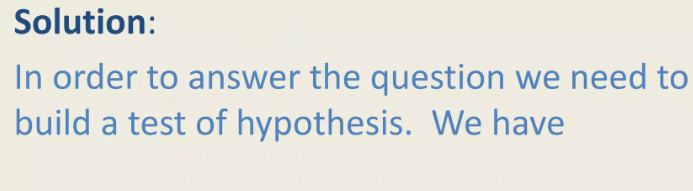 Solution:
In order to answer the question we need to
build a test of hypothesis. We have